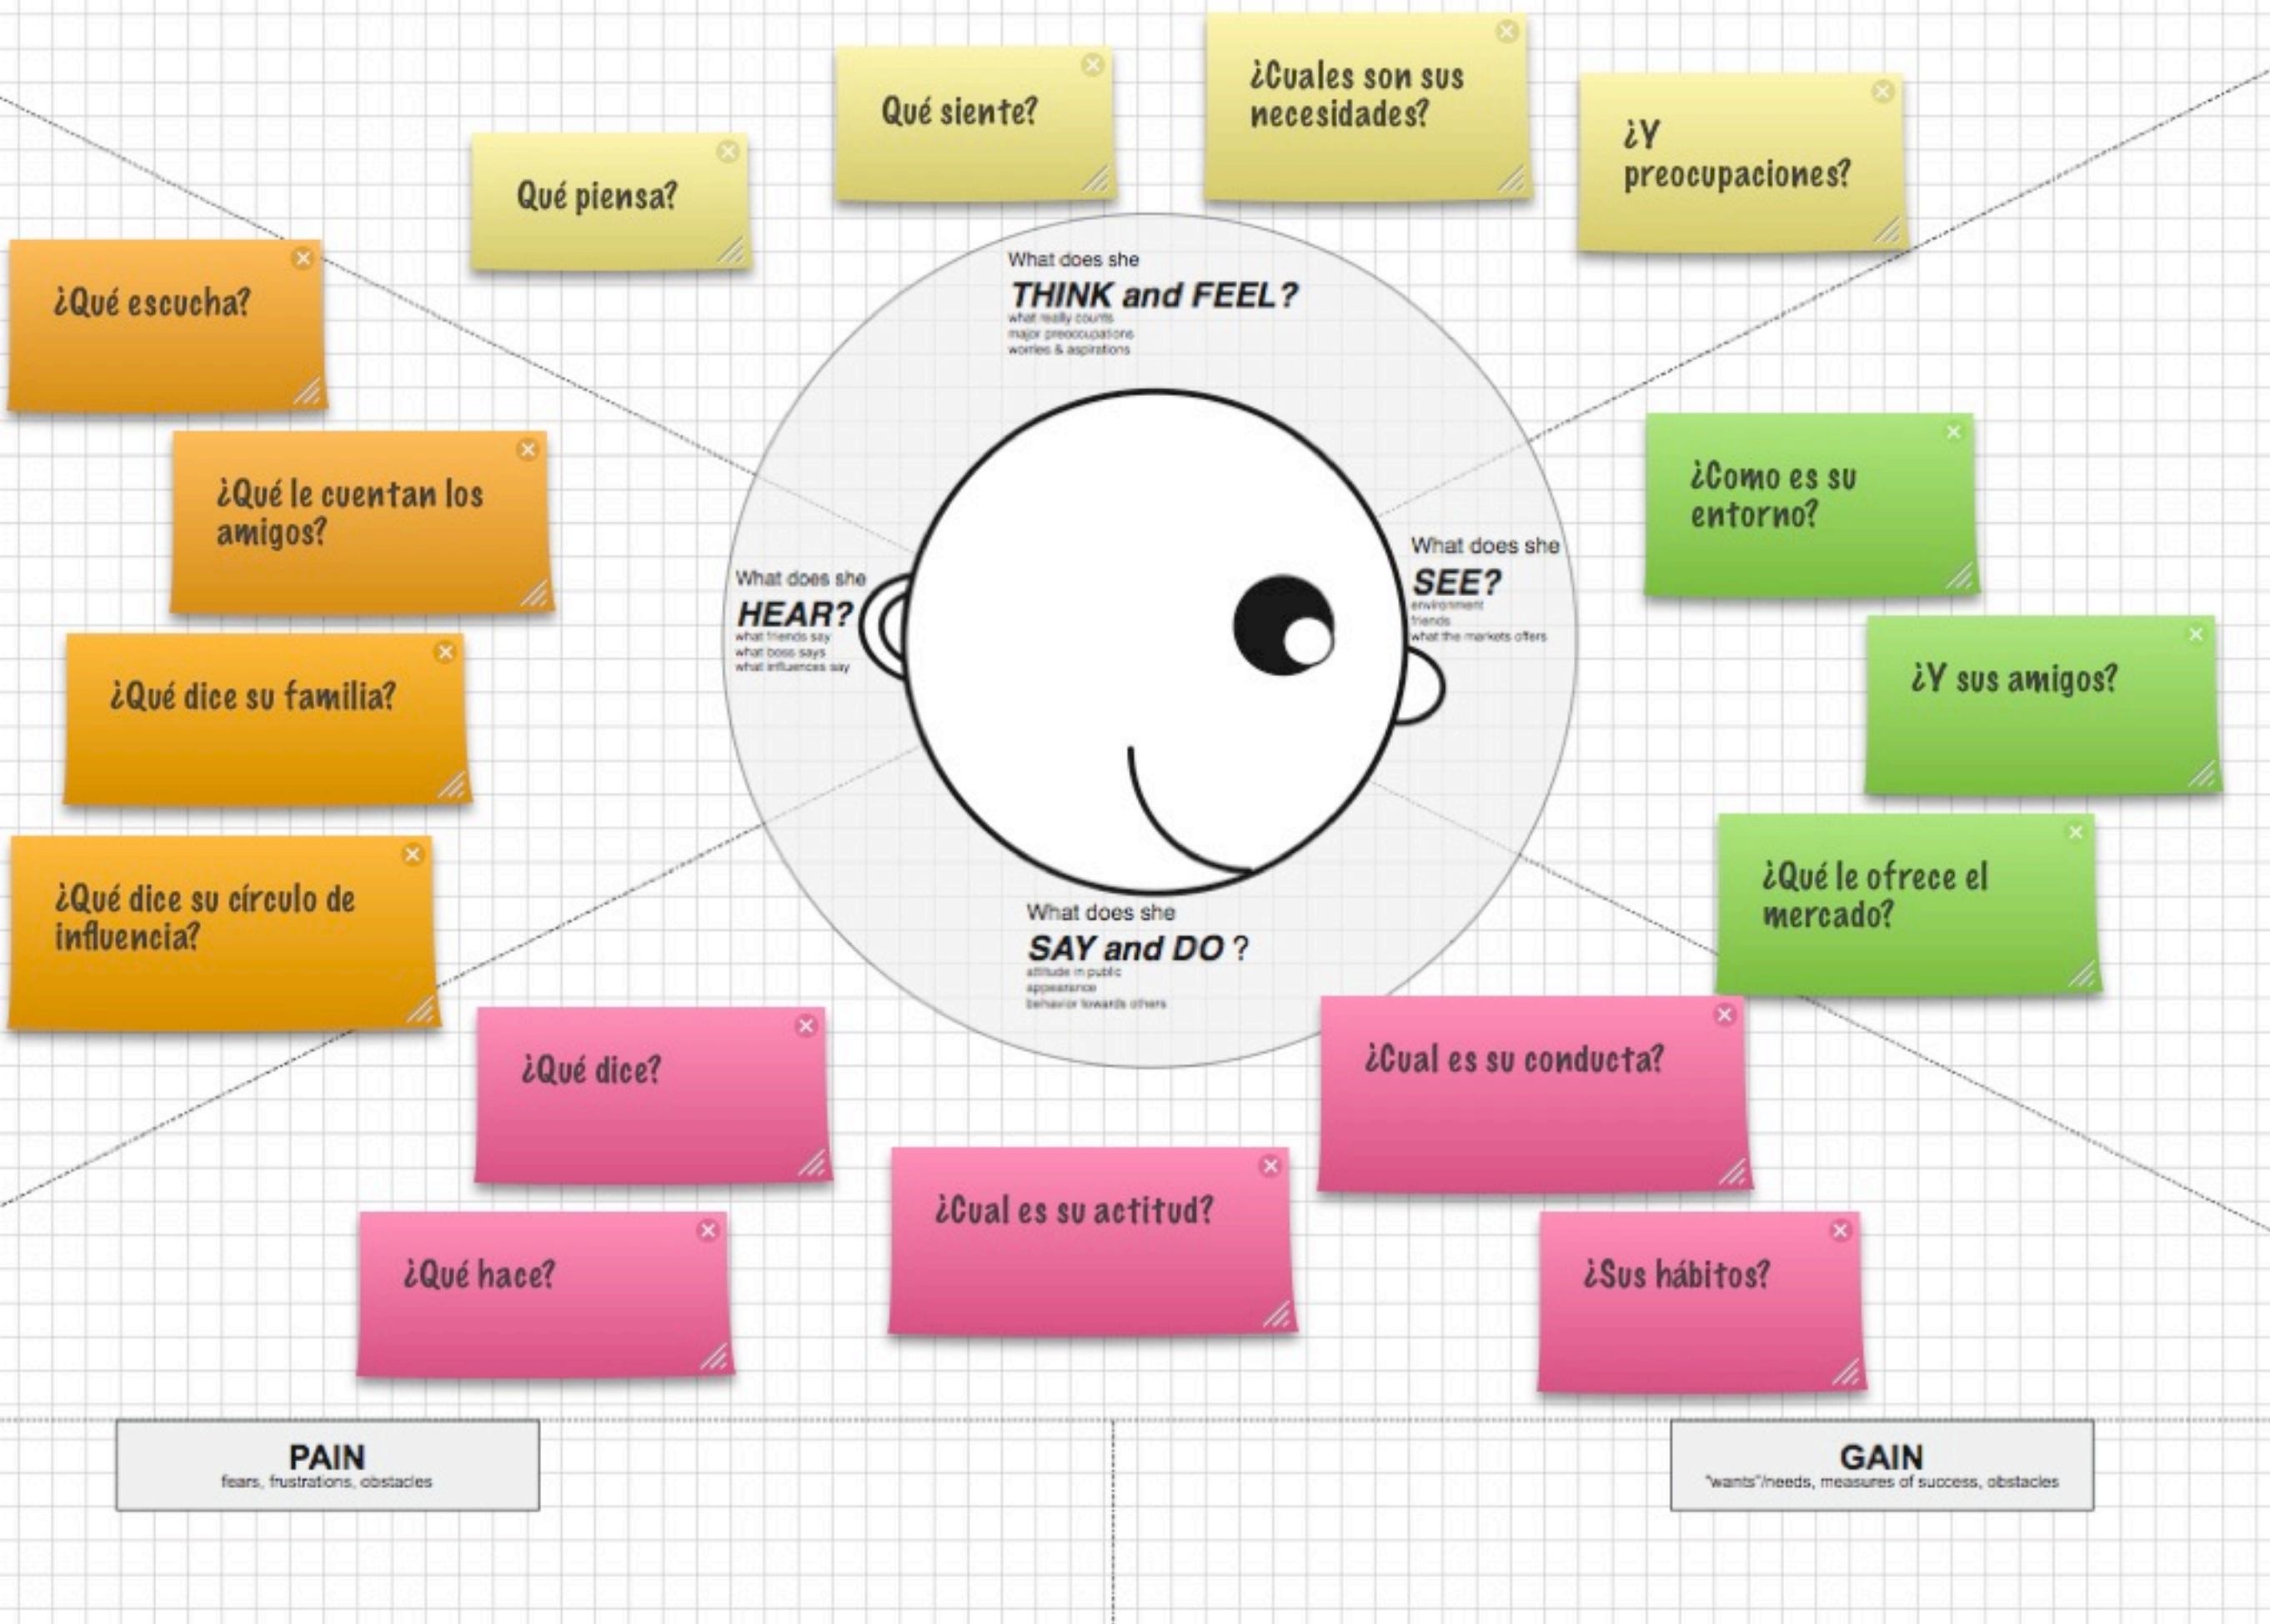 Qué siente?
¿Cuales son sus
necesidades?
¿Y
preocupaciones?
Qué piensa?
¿Qué escucha?
¿Qué le cuentan los
amigos?
¿Qué dice su familia?
¿Qué dice su círculo de
influencia?
What does she
THINK and FEEL?
what really counts
major preoccupations
worries & aspirations
What does she
HEAR?
what friends say
what boss says
what influences say
What does she
SEE?
environment
friends
what the markets offers
What does she
SAY and DO ?
attitude in public
appearance
behavior towards others
¿Como es su
entorno?
¿Y sus amigos?
¿Qué le ofrece el
mercado?
¿Qué dice?
¿Qué hace?
¿Cual es su actitud?
¿Cual es su conducta?
¿Sus hábitos?
PAIN
fears, frustrations, obstacles
GAIN
"wants"/needs, measures of success, obstacles